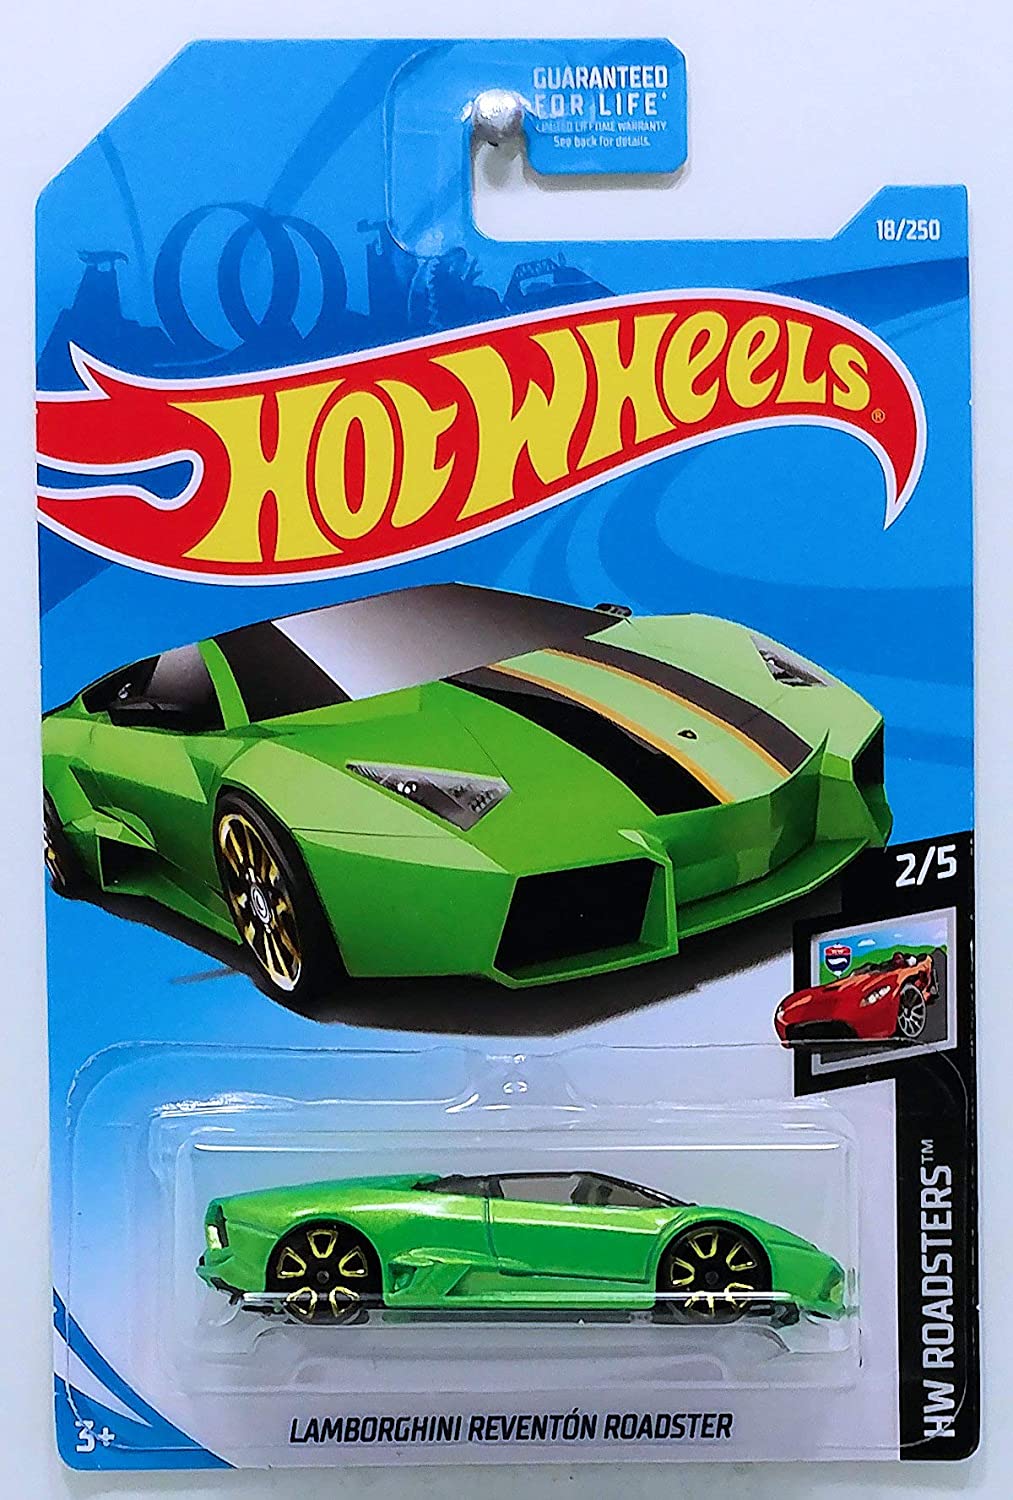 GUARANTEED
FOR LIFE*
LIMITED LIFETIME WARRANTY
See back for details.
18/250
HOT WHEELS®
2/5
HW ROADSTERS™
LAMBORGHINI REVENTÓN ROADSTER
3+